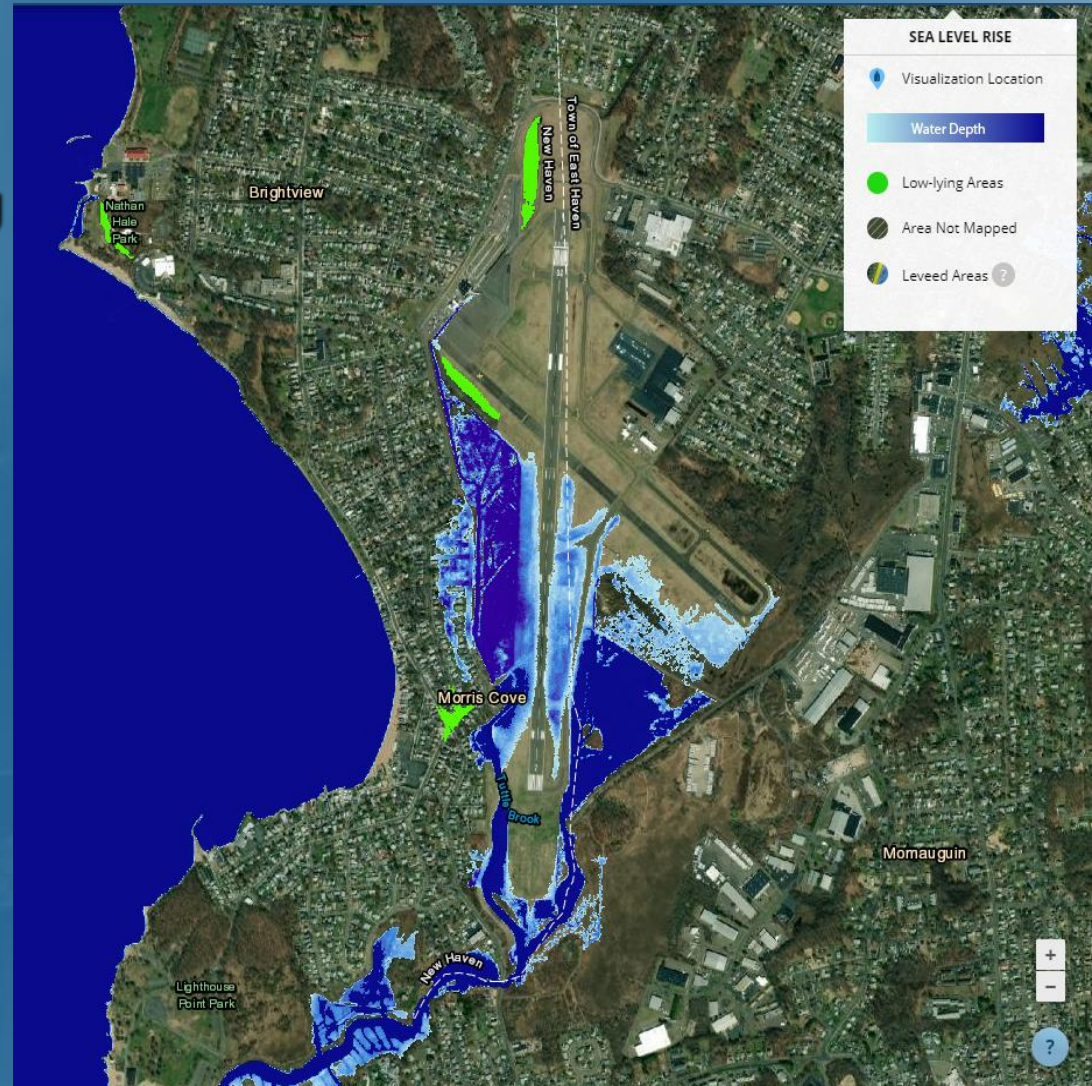 SEA LEVEL RISE
Visualization Location
Water Depth
Low-lying Areas
Area Not Mapped
Leveed Areas ?
Town of East Haven
New Haven
Brightview
Nathan
Hale
Park
Morris Cove
Tuttle Brook
Momauguin
New Haven
Lighthouse
Point Park
+
−
?